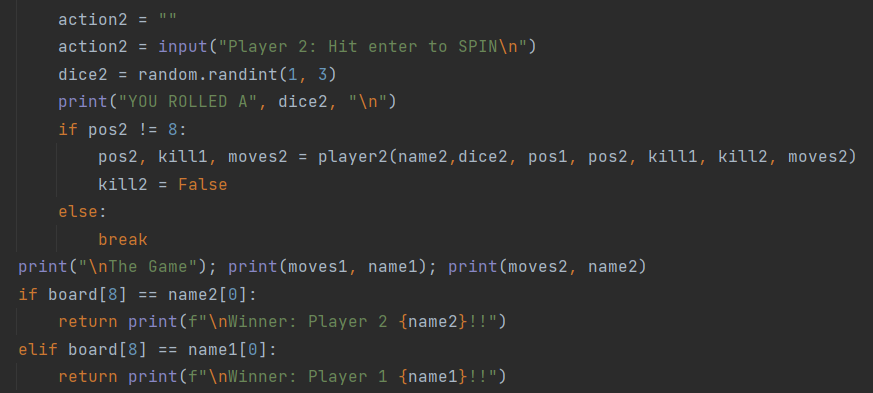 action2 = ""
action2 = input("Player 2: Hit enter to SPIN\n")
dice2 = random.randint(1, 3)
print("YOU ROLLED A", dice2, "\n")
if pos2 != 8:
pos2, kill1, moves2 = player2(name2,dice2, pos1, pos2, kill1, kill2, moves2)
kill2 = False
else:
break
print("\nThe Game"); print(moves1, name1); print(moves2, name2)
if board[8] == name2[0]:
return print(f"\nWinner: Player 2 {name2}!!")
elif board[8] == name1[0]:
return print(f"\nWinner: Player 1 {name1}!!")